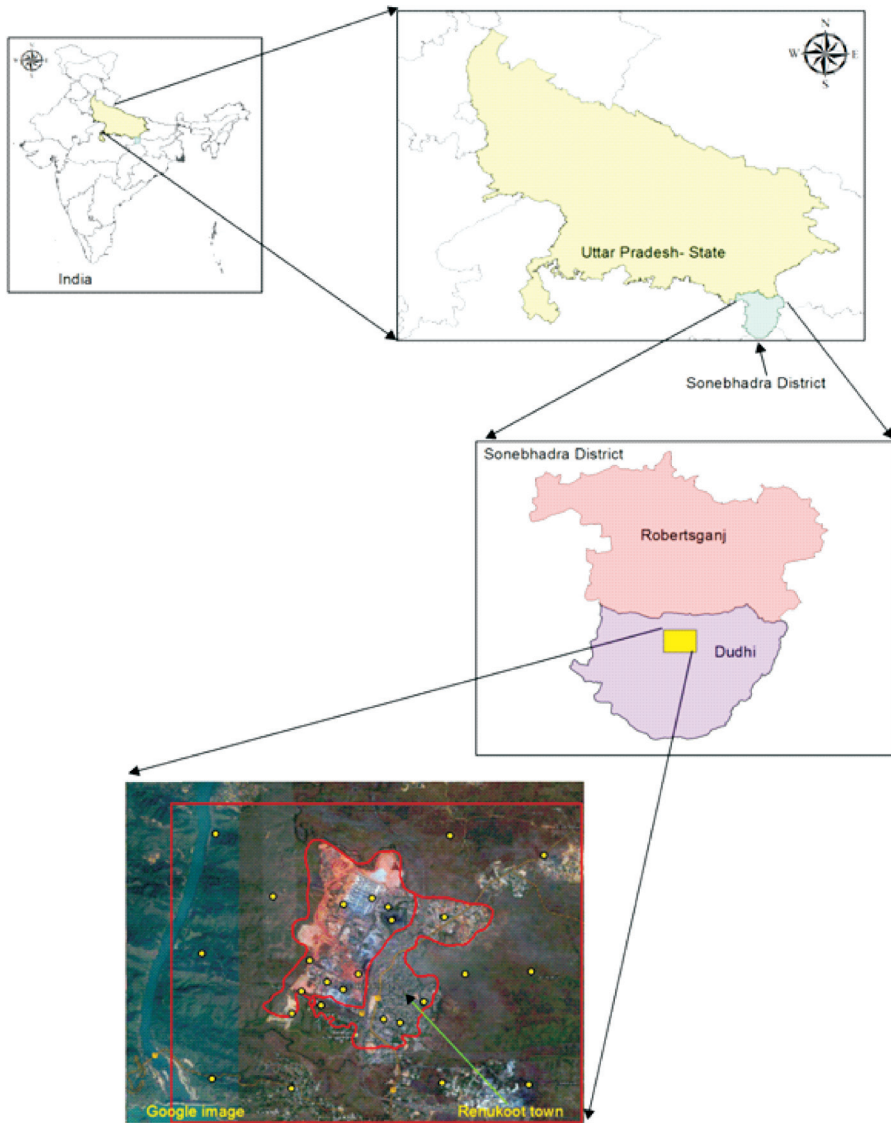 N
W E
S
India
N
W E
S
Uttar Pradesh- State
Sonebhadra District
Sonebhadra District
Robertsganj
Dudhi
Google image
Renukoot town